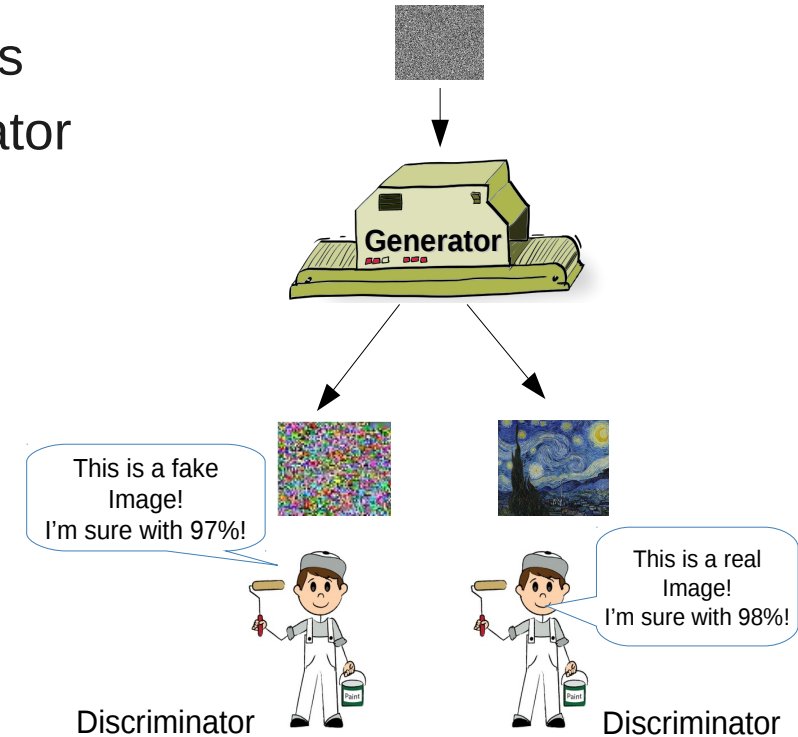 s
ator
Generator
This is a fake
Image!
I'm sure with 97%!
This is a real
Image!
I'm sure with 98%!
Paint
Paint
Discriminator
Discriminator